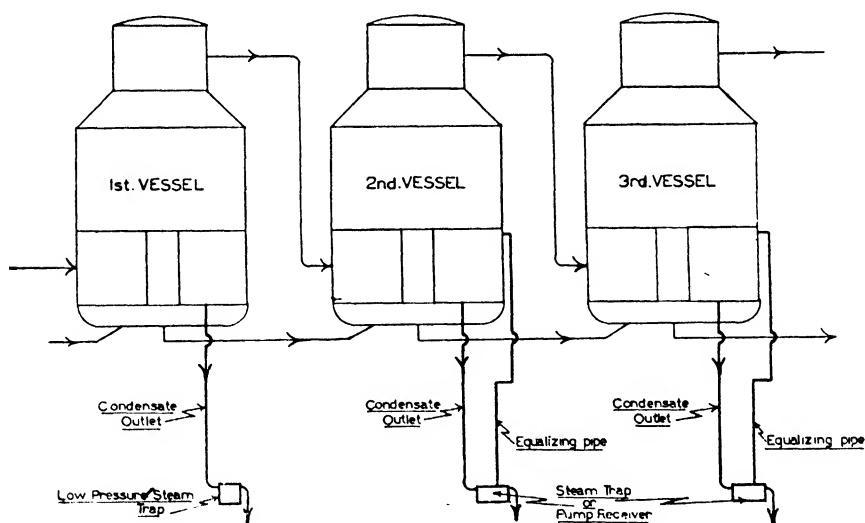 1st. VESSEL
2nd. VESSEL
3rd. VESSEL
Condensate
Outlet
Condensate
Outlet
Equalizing pipe
Condensate
Outlet
Equalizing pipe
Low Pressure Steam
Trap
Steam Trap
or
Pump Receiver